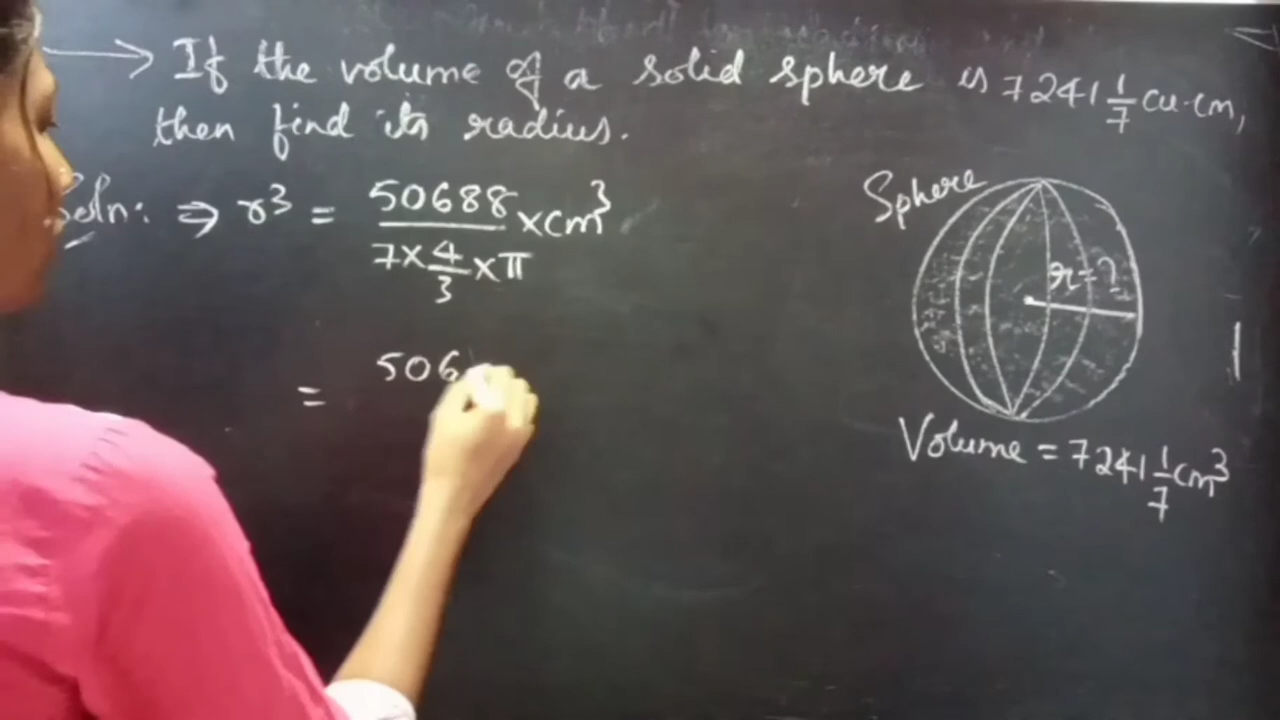 → If the volume of a solid sphere is 7241 1/7 cu.cm,
then find its radius.
Soln: ⇒ r³ = 50688/(7×4/3×π) × cm³
= 506
Sphere
r=?
Volume = 7241 1/7 cm³